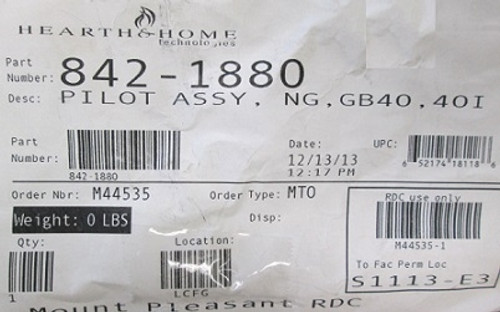 HEARTH & HOME
technologies
Part Number: 842-1880
Desc: PILOT ASSY, NG,GB40,40I
Part Number:
842-1880
Date:
12/13/13
12:17 PM
UPC:
6 52174 18118 6
Order Nbr: M44535
Order Type: MTO
Weight: 0 LBS
Disp:
RDC use only
M44535-1
To Fac Perm Loc
S1113-E3
Qty:
1
Location:
LCFG
Mount Pleasant RDC